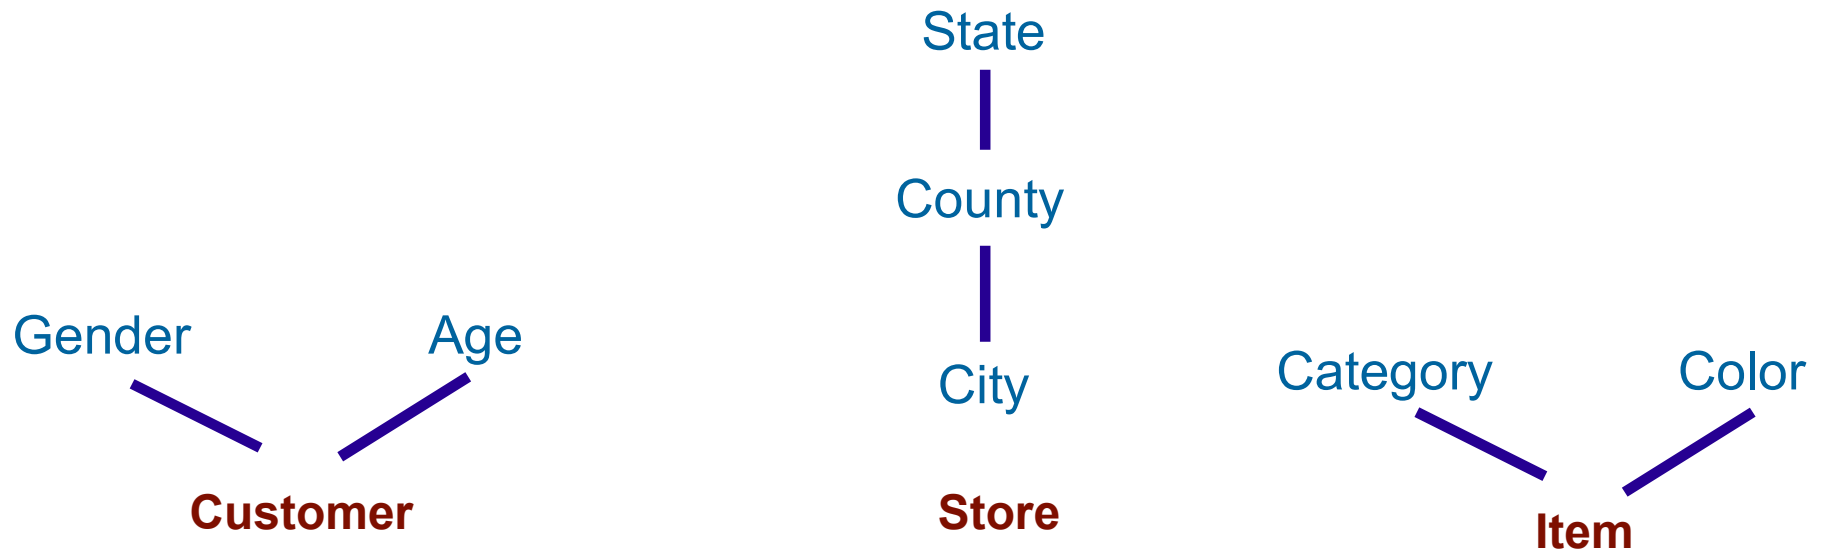 State
County
Gender
Age
City
Category
Color
Customer
Store
Item